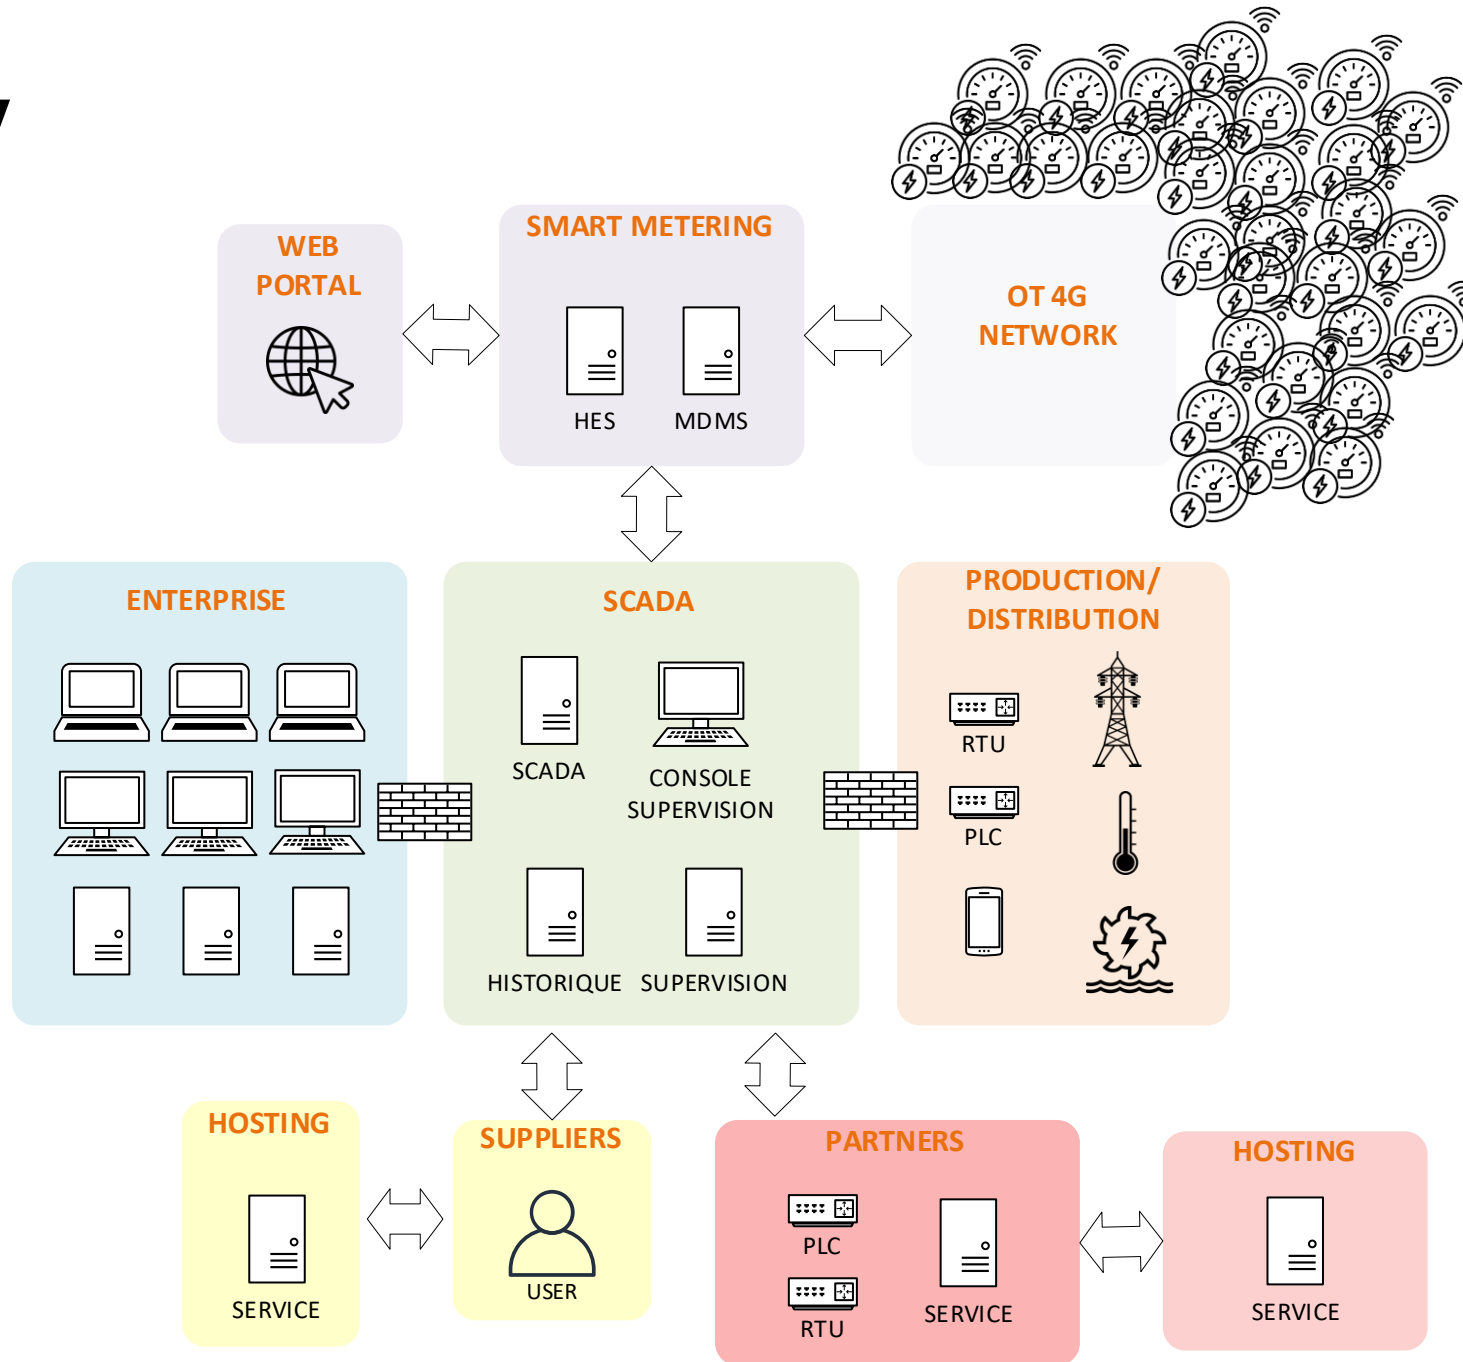 WEB
PORTAL
SMART METERING
HES
MDMS
OT 4G
NETWORK
ENTERPRISE
SCADA
SCADA
CONSOLE
SUPERVISION
HISTORIQUE
SUPERVISION
PRODUCTION/
DISTRIBUTION
RTU
PLC
HOSTING
SERVICE
SUPPLIERS
USER
PARTNERS
PLC
RTU
SERVICE
HOSTING
SERVICE